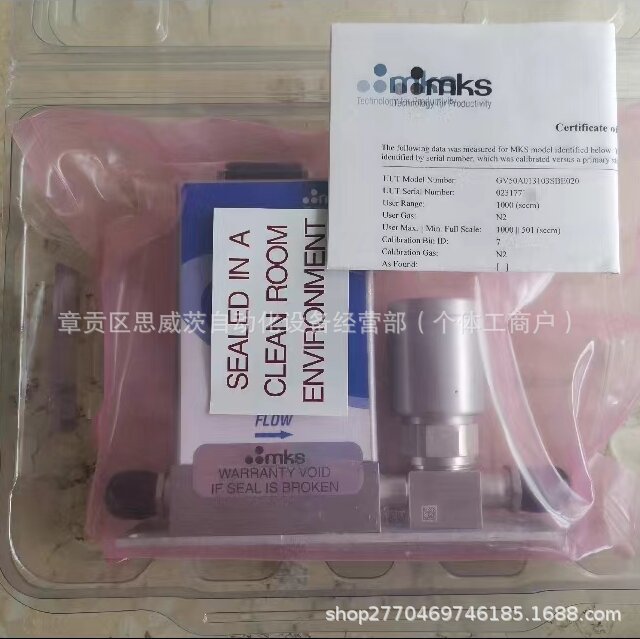 mks
Technology for Productivity
Certificate of
The following data was measured for MKS model identified below. T
identified by serial number, which was calibrated versus a primary s
UUT Model Number: GV50A013103SBE020
UUT Serial Number: 023177
User Range: 1000 (sccm)
User Gas: N2
User Max. | Min. Full Scale: 1000 || 501 (sccm)
Calibration Bin ID: 7
Calibration Gas: N2
As Found: [ ]
mks
SEALED IN A
CLEAN ROOM
ENVIRONMENT
章贡区思威茨自动化设备经营部（个体工商户）
FLOW
mks
WARRANTY VOID
IF SEAL IS BROKEN
shop2770469746185.1688.com